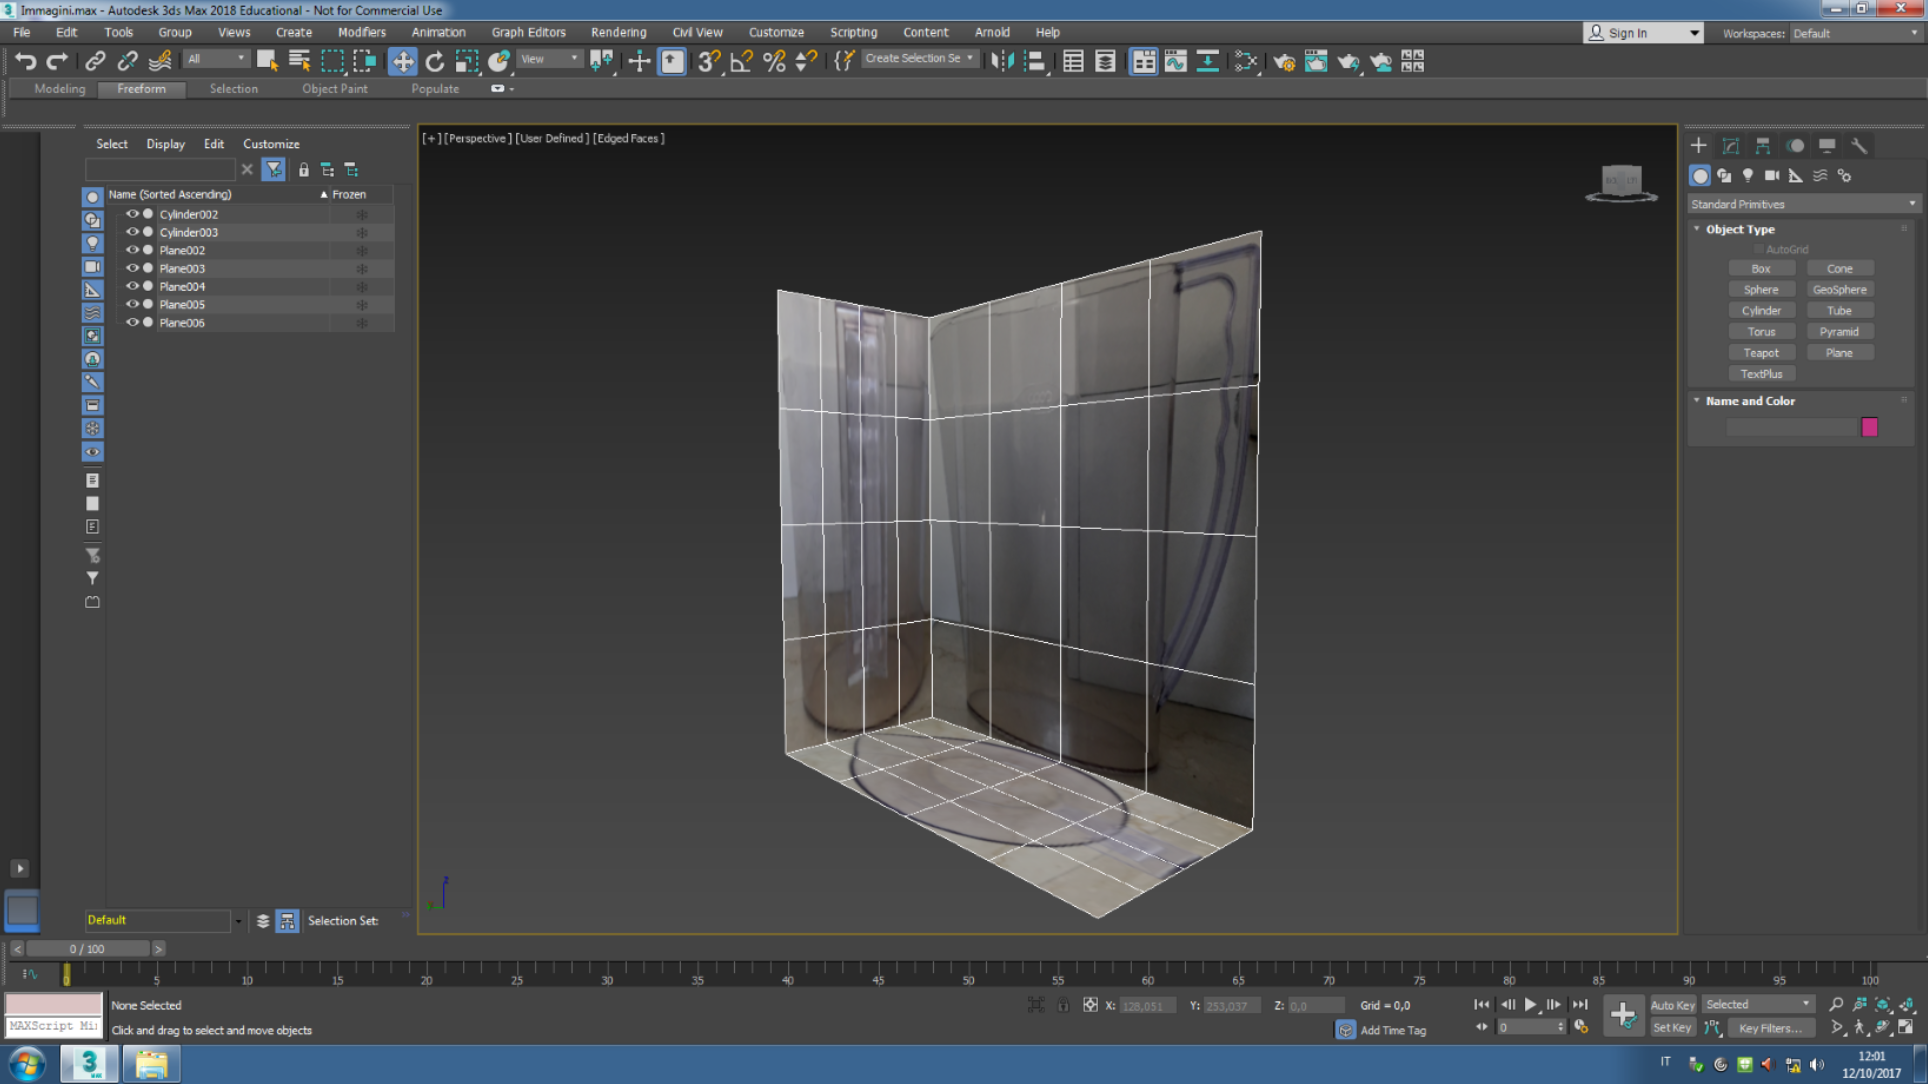 Immagini.max - Autodesk 3ds Max 2018 Educational - Not for Commercial Use
File Edit Tools Group Views Create Modifiers Animation Graph Editors Rendering Civil View Customize Scripting Content Arnold Help Sign In Workspaces: Default
All View Create Selection Se
Modeling Freeform Selection Object Paint Populate
[+] [Perspective] [User Defined] [Edged Faces]
Select Display Edit Customize
Name (Sorted Ascending) Frozen
Cylinder002
Cylinder003
Plane002
Plane003
Plane004
Plane005
Plane006
Standard Primitives
Object Type
AutoGrid
Box Cone
Sphere GeoSphere
Cylinder Tube
Torus Pyramid
Teapot Plane
TextPlus
Name and Color
Default Selection Set:
0 / 100
0 5 10 15 20 25 30 35 40 45 50 55 60 65 70 75 80 85 90 95 100
None Selected X: 128,051 Y: 253,037 Z: 0,0 Grid = 0,0 Auto Key Selected
MAXScript Mi Click and drag to select and move objects Add Time Tag 0 Set Key Key Filters...
IT 12:01
12/10/2017